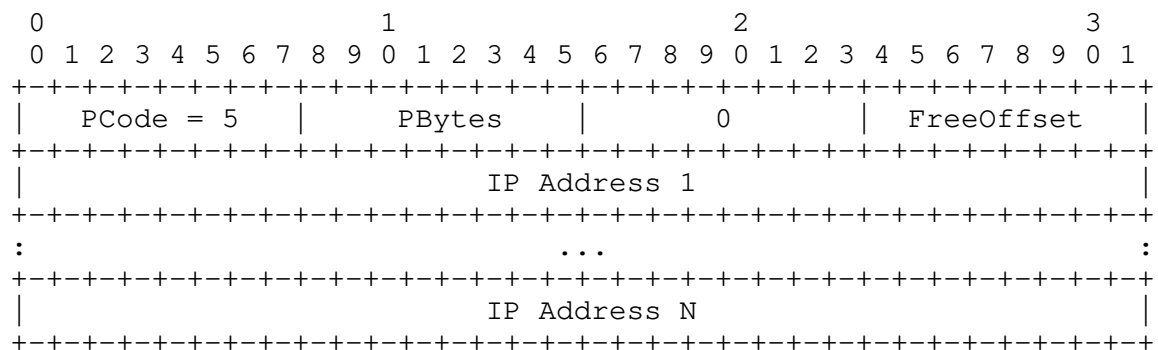 0                   1                   2                   3
 0 1 2 3 4 5 6 7 8 9 0 1 2 3 4 5 6 7 8 9 0 1 2 3 4 5 6 7 8 9 0 1
+-+-+-+-+-+-+-+-+-+-+-+-+-+-+-+-+-+-+-+-+-+-+-+-+-+-+-+-+-+-+-+-+
|   PCode = 5   |     PBytes    |       0       |  FreeOffset   |
+-+-+-+-+-+-+-+-+-+-+-+-+-+-+-+-+-+-+-+-+-+-+-+-+-+-+-+-+-+-+-+-+
|                          IP Address 1                         |
+-+-+-+-+-+-+-+-+-+-+-+-+-+-+-+-+-+-+-+-+-+-+-+-+-+-+-+-+-+-+-+-+
:                              ...                              :
+-+-+-+-+-+-+-+-+-+-+-+-+-+-+-+-+-+-+-+-+-+-+-+-+-+-+-+-+-+-+-+-+
|                          IP Address N                         |
+-+-+-+-+-+-+-+-+-+-+-+-+-+-+-+-+-+-+-+-+-+-+-+-+-+-+-+-+-+-+-+-+